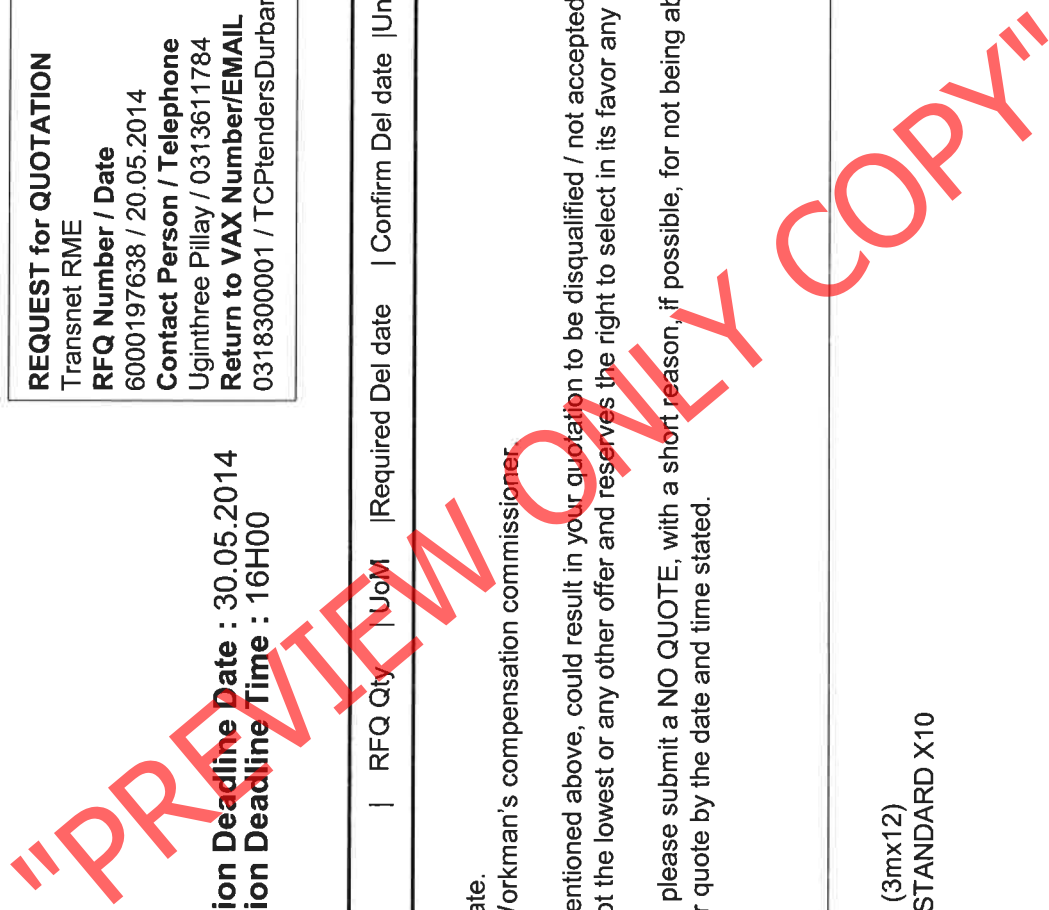 REQUEST for QUOTATION
Transnet RME
RFQ Number / Date
6000197638 / 20.05.2014
Contact Person / Telephone
Uginthree Pillay / 0313611784
Return to VAX Number/EMAIL
0318300001 / TCPtendersDurban
ion Deadline Date : 30.05.2014
ion Deadline Time : 16H00
| RFQ Qty | UoM |Required Del date | Confirm Del date |Un
ate.
Workman's compensation commissioner.
entioned above, could result in your quotation to be disqualified / not accepted
ot the lowest or any other offer and reserves the right to select in its favor any
please submit a NO QUOTE, with a short reason, if possible, for not being ab
r quote by the date and time stated.
(3mx12)
STANDARD X10
"PREVIEW ONLY COPY"